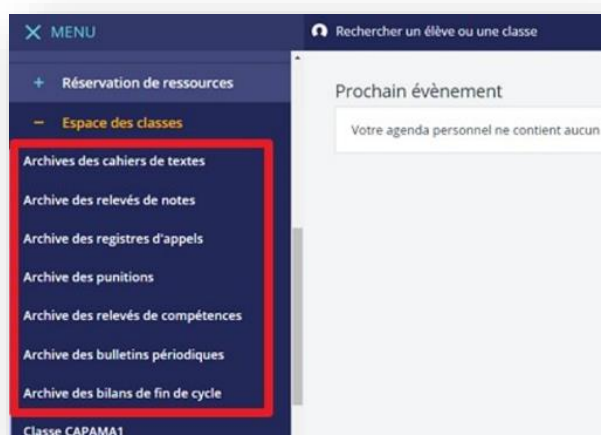 MENU
Rechercher un élève ou une classe
Réservation de ressources
Espace des classes
Archives des cahiers de textes
Archive des relevés de notes
Archive des registres d'appels
Archive des punitions
Archive des relevés de compétences
Archive des bulletins périodiques
Archive des bilans de fin de cycle
Classe CAPAMA1
Prochain évènement
Votre agenda personnel ne contient aucun